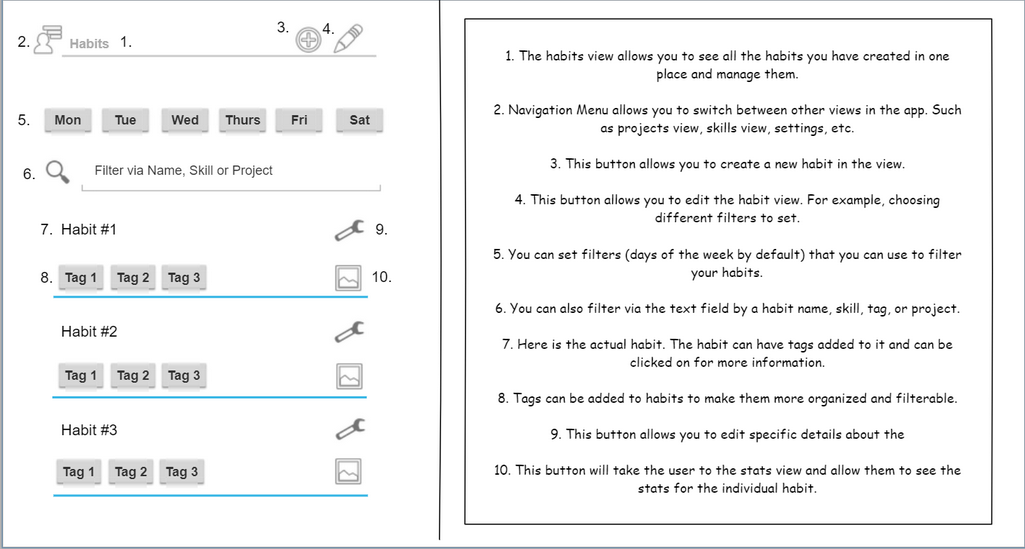 2. Habits 1. 3. 4.
5. Mon Tue Wed Thurs Fri Sat
6. Filter via Name, Skill or Project
7. Habit #1 9.
8. Tag 1 Tag 2 Tag 3 10.
Habit #2
Tag 1 Tag 2 Tag 3
Habit #3
Tag 1 Tag 2 Tag 3
1. The habits view allows you to see all the habits you have created in one
place and manage them.
2. Navigation Menu allows you to switch between other views in the app. Such
as projects view, skills view, settings, etc.
3. This button allows you to create a new habit in the view.
4. This button allows you to edit the habit view. For example, choosing
different filters to set.
5. You can set filters (days of the week by default) that you can use to filter
your habits.
6. You can also filter via the text field by a habit name, skill, tag, or project.
7. Here is the actual habit. The habit can have tags added to it and can be
clicked on for more information.
8. Tags can be added to habits to make them more organized and filterable.
9. This button allows you to edit specific details about the
10. This button will take the user to the stats view and allow them to see the
stats for the individual habit.